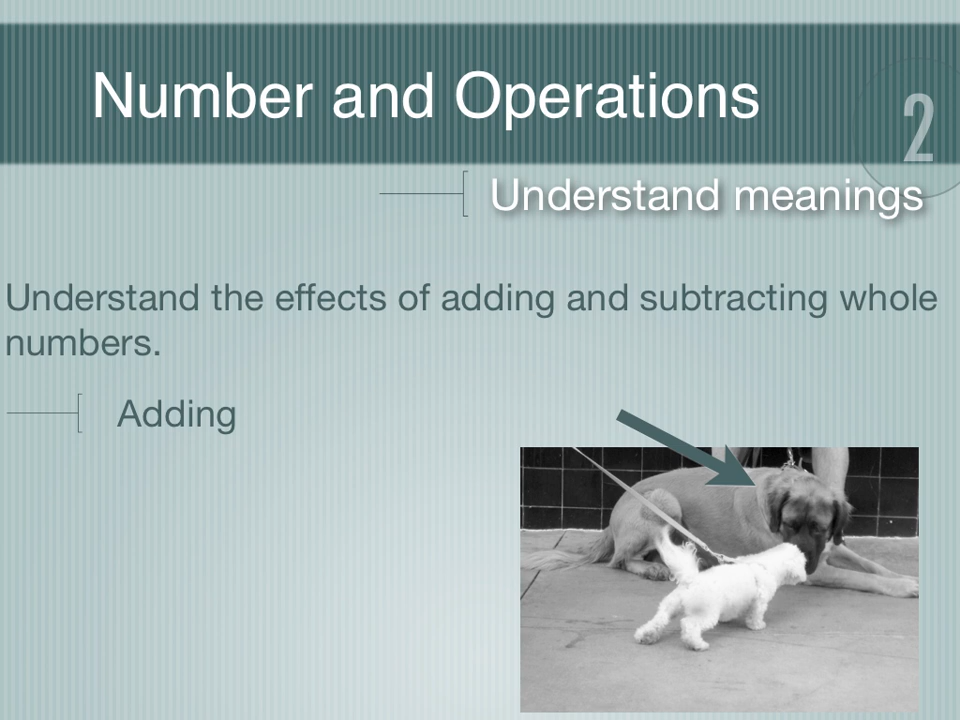 Number and Operations
2
Understand meanings
Understand the effects of adding and subtracting whole
numbers.
Adding